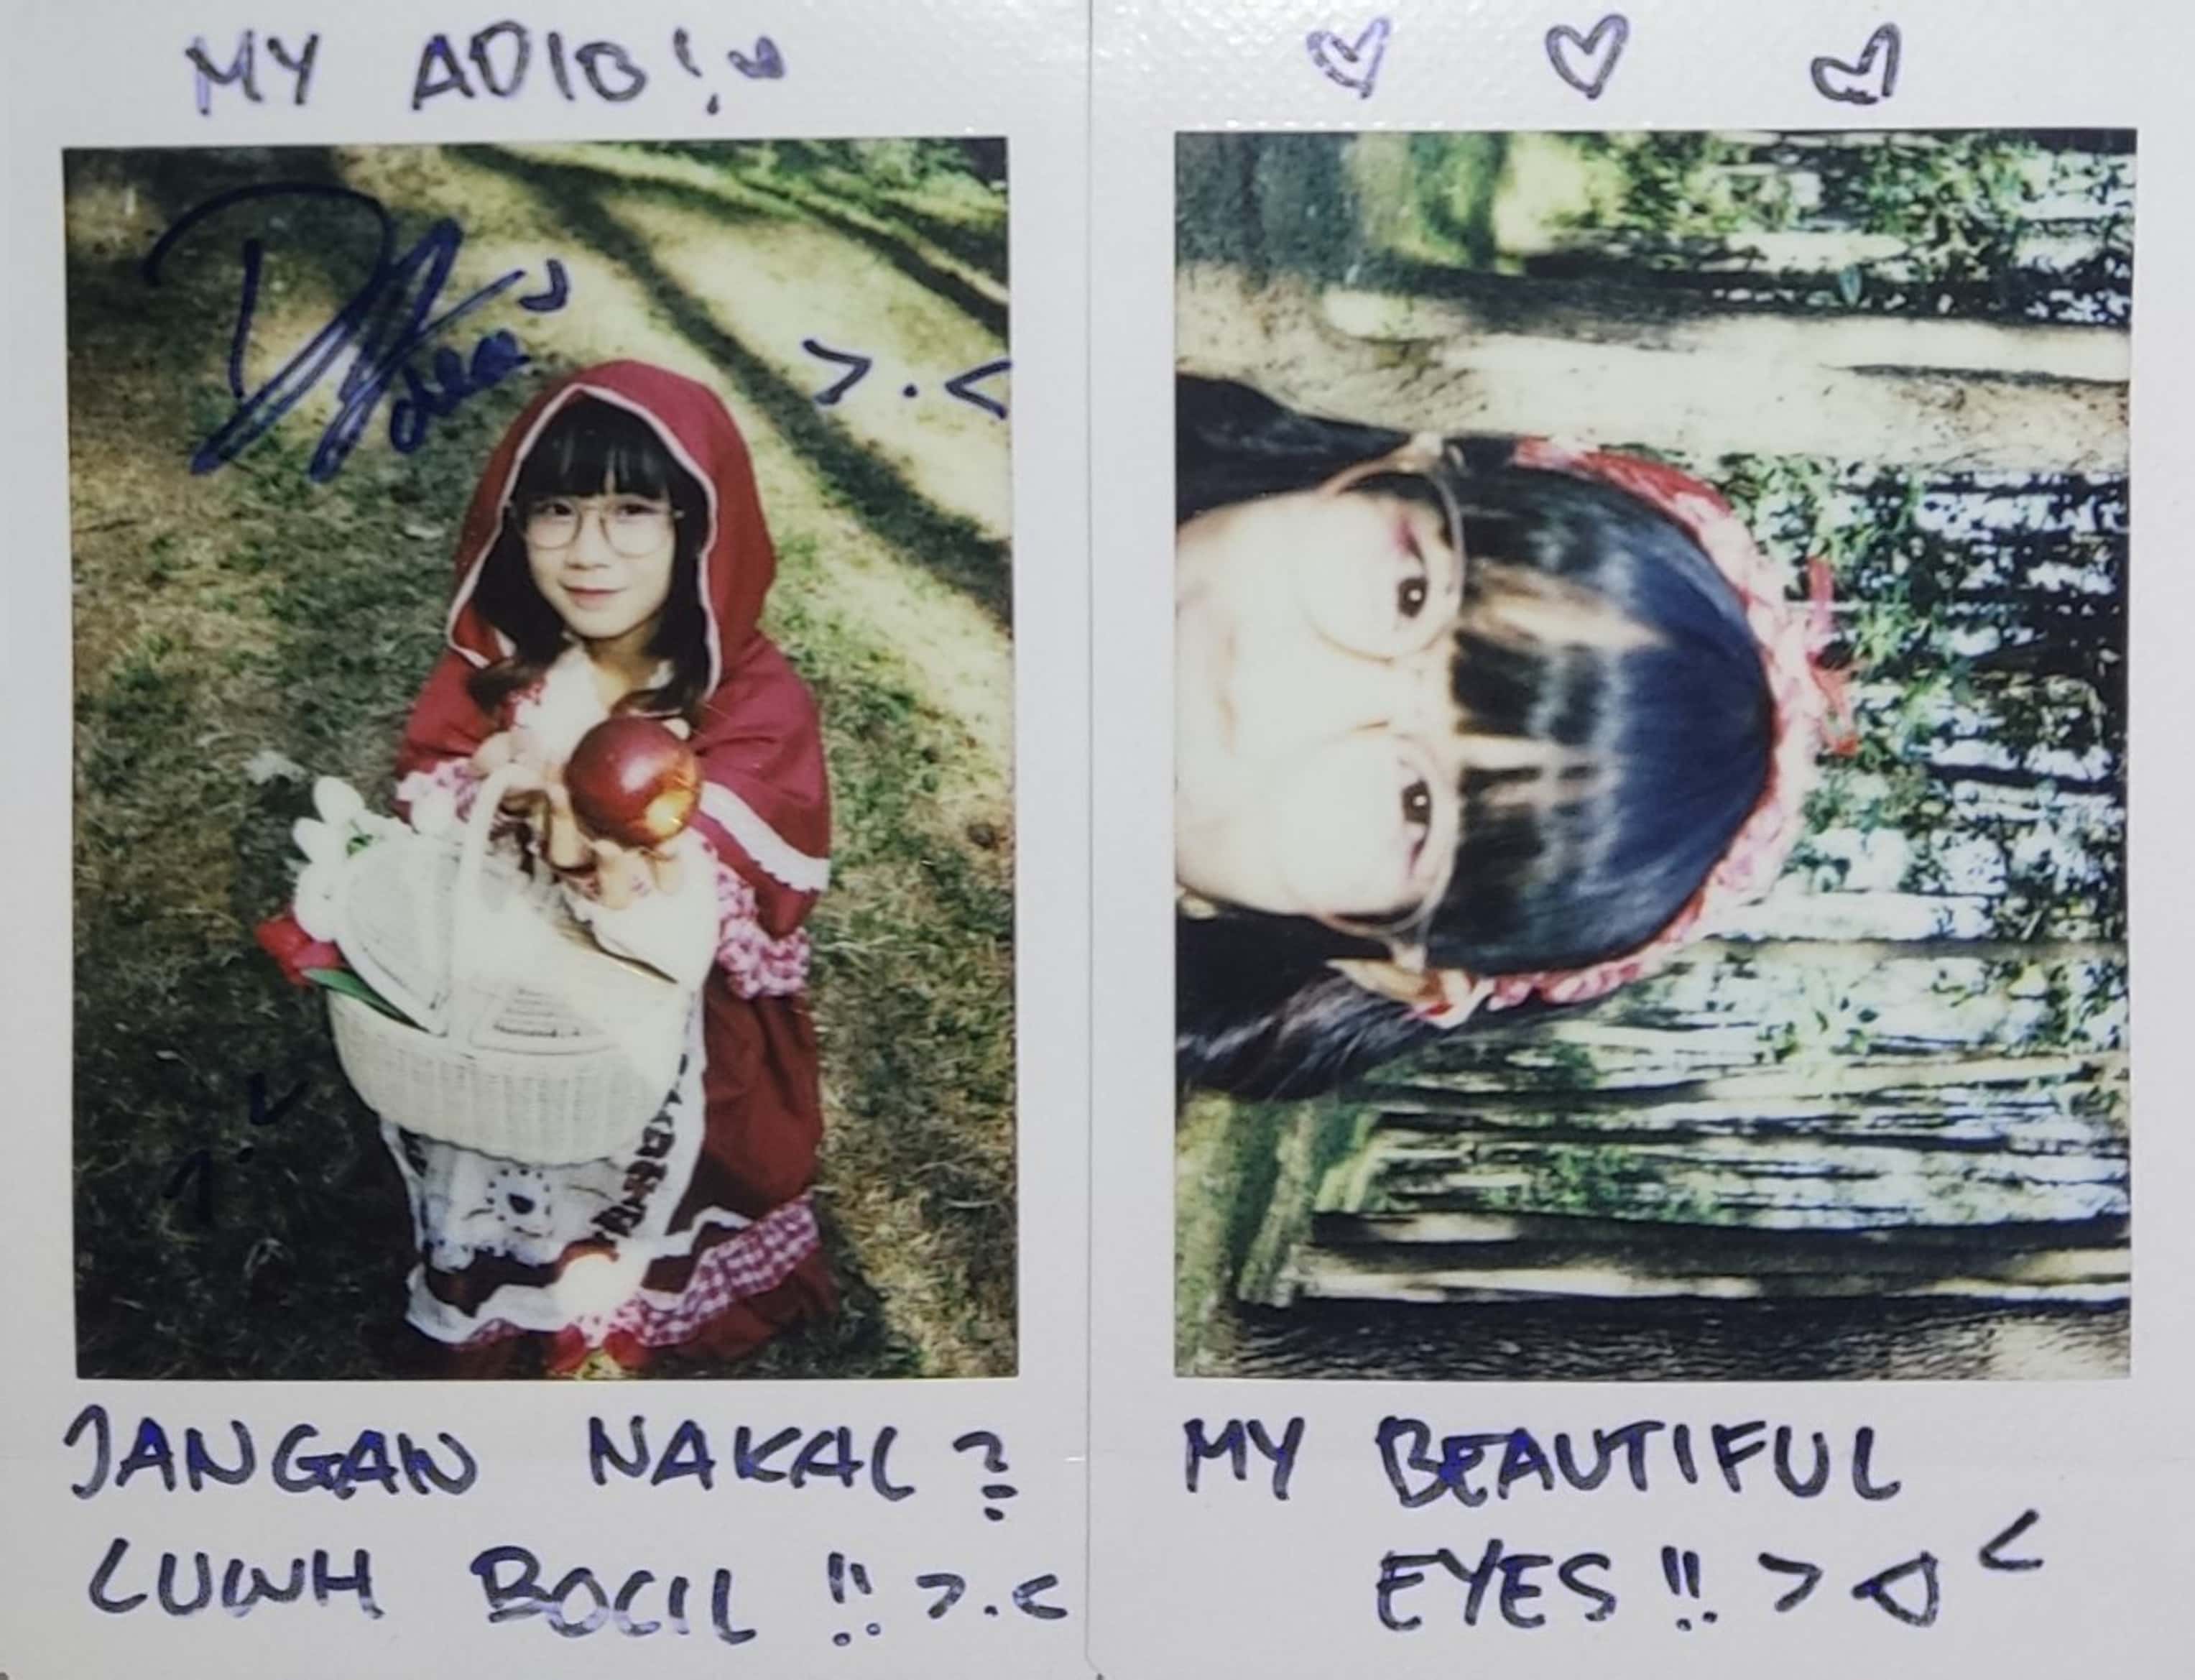 MY ADIB!
JANGAN NAKAL?
LUWH BOCIL!! >.<
>.<
MY BEAUTIFUL
EYES!! >△<